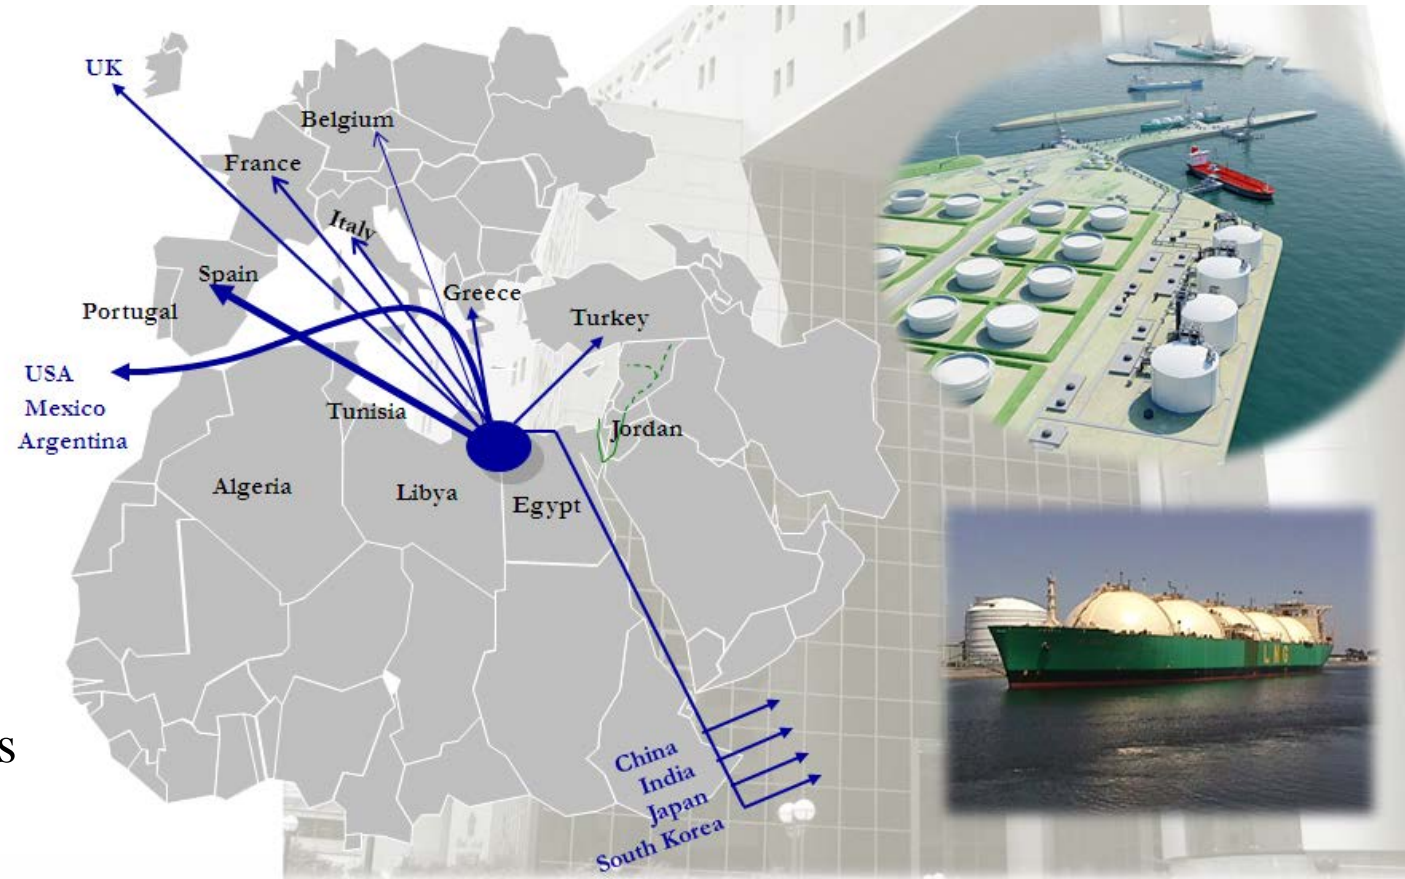 UK
Belgium
France
Italy
Spain
Greece
Portugal
Turkey
USA
Mexico
Argentina
Tunisia
Jordan
Algeria
Libya
Egypt
s
China
India
Japan
South Korea
LNG